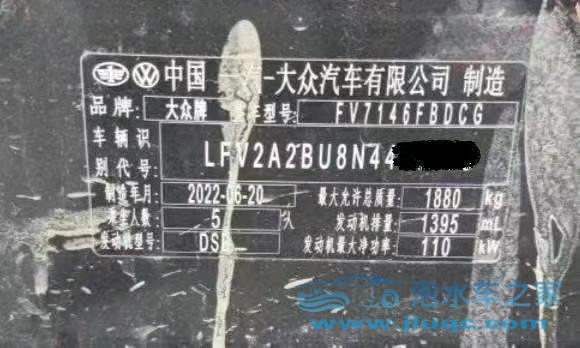 中国 一汽-大众汽车有限公司 制造
品牌: 大众牌 车型号: FV7146FBDCG
车辆识别代号: LFV2A2BU8N44
制造年月 2022-06-20 最大允许总质量: 1880 kg
乘坐人数 5 人 发动机排量: 1395 mL
发动机型号: DSB 发动机最大净功率: 110 kW
泡水车之家
www.jluqc.com